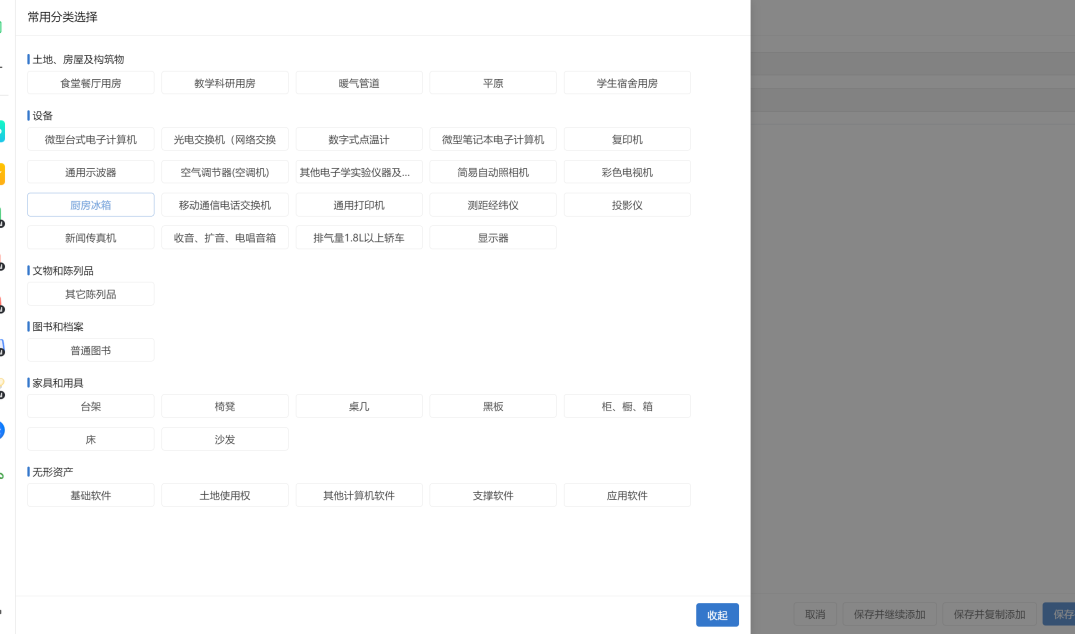 常用分类选择
土地、房屋及构筑物
食堂餐厅用房 教学科研用房 暖气管道 平原 学生宿舍用房
设备
微型台式电子计算机 光电交换机（网络交换 数字式点温计 微型笔记本电子计算机 复印机
通用示波器 空气调节器(空调机) 其他电子学实验仪器及... 简易自动照相机 彩色电视机
厨房冰箱 移动通信电话交换机 通用打印机 测距经纬仪 投影仪
新闻传真机 收音、扩音、电唱音箱 排气量1.8L以上轿车 显示器
文物和陈列品
其它陈列品
图书和档案
普通图书
家具和用具
台架 椅凳 桌几 黑板 柜、橱、箱
床 沙发
无形资产
基础软件 土地使用权 其他计算机软件 支撑软件 应用软件
收起 取消 保存并继续添加 保存并复制添加 保存